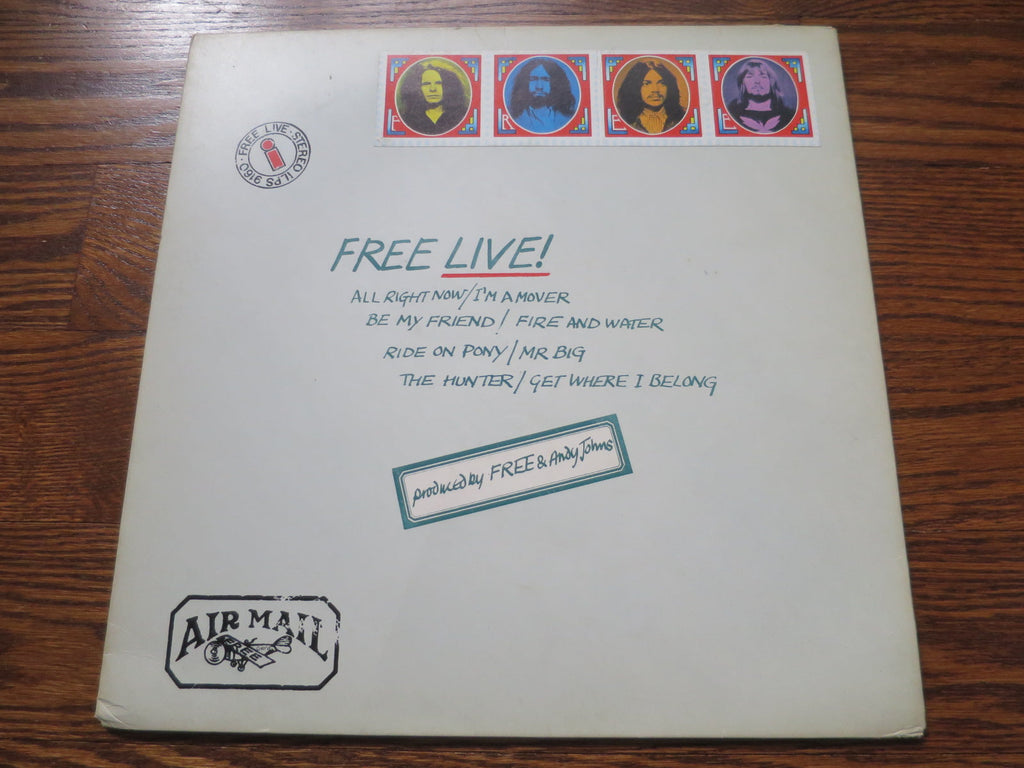 F R E E
FREE LIVE · STEREO ILPS 9160 ·
i
FREE LIVE!
ALL RIGHT NOW/I'M A MOVER
BE MY FRIEND/ FIRE AND WATER
RIDE ON PONY/MR BIG
THE HUNTER/GET WHERE I BELONG
produced by FREE & Andy Johns
AIR MAIL
FREE